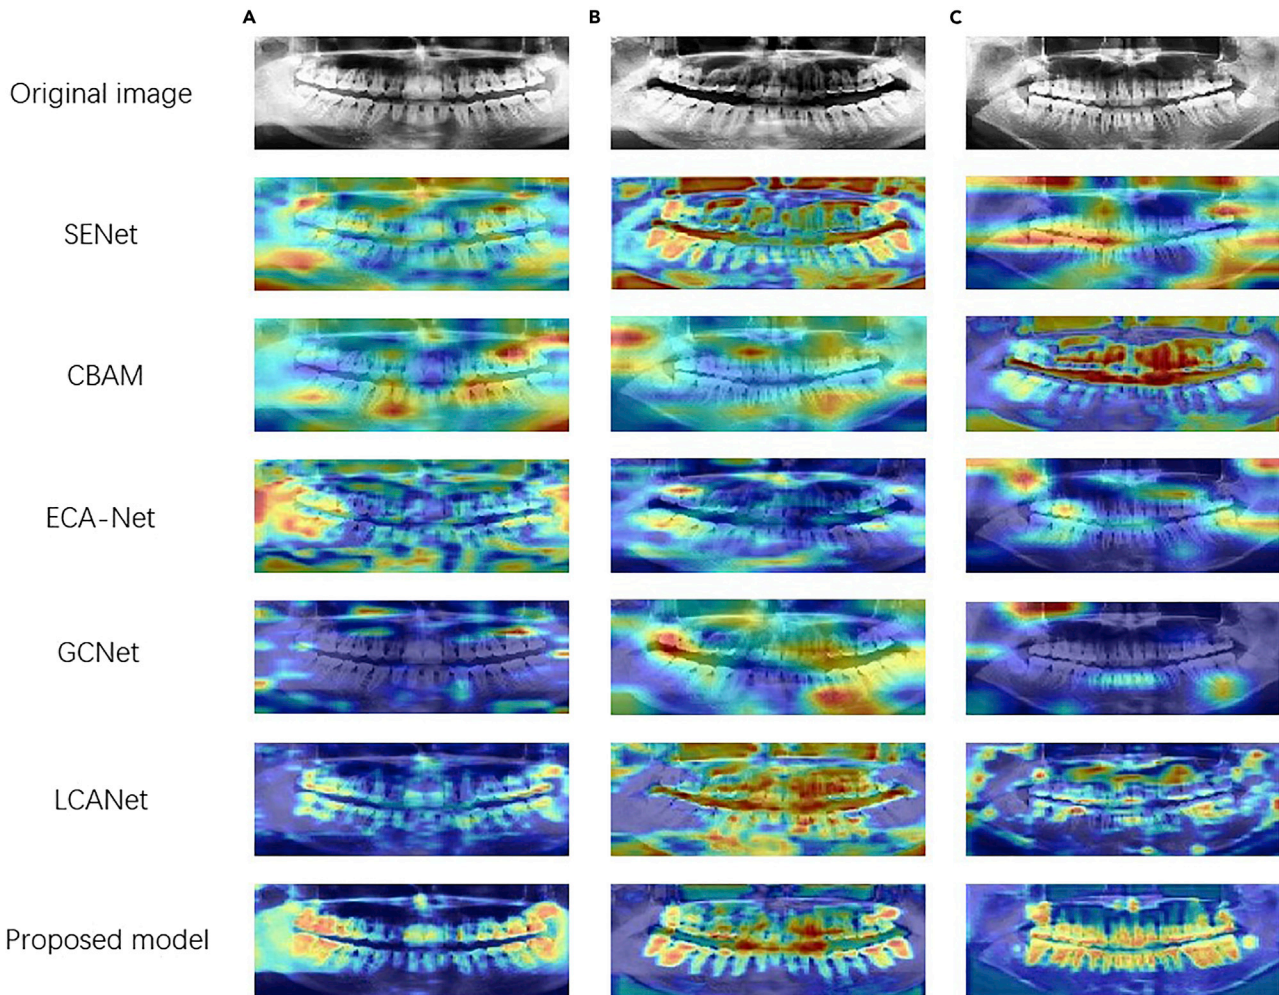 A B C
Original image
SENet
CBAM
ECA-Net
GCNet
LCANet
Proposed model